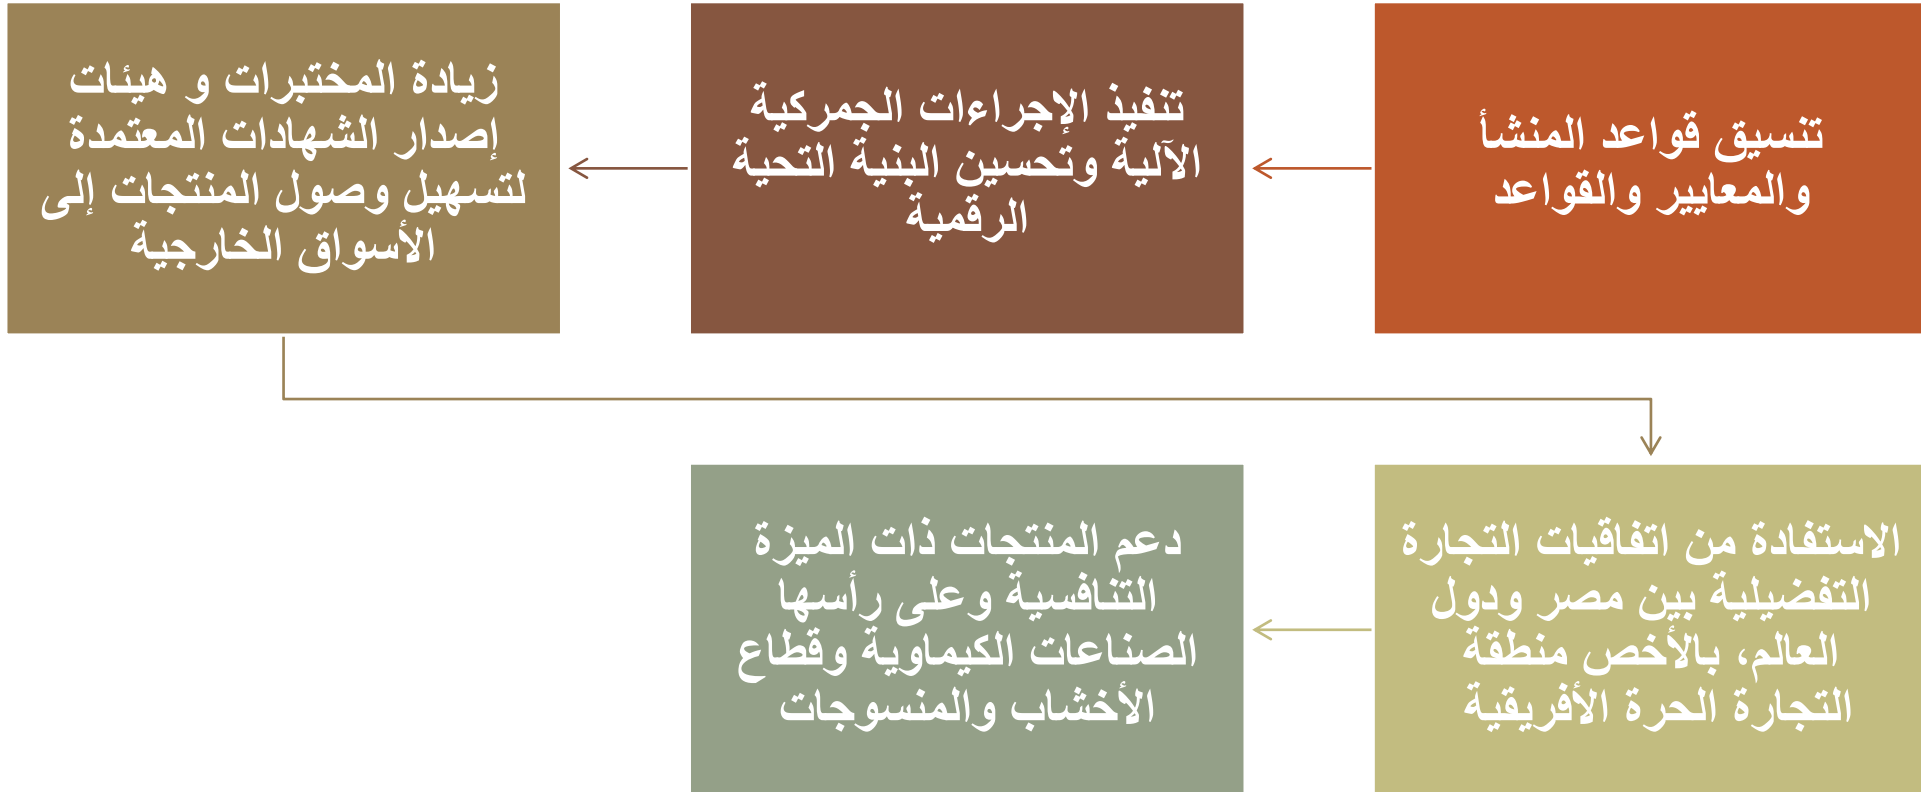 تنسيق قواعد المنشأ
والمعايير والقواعد
تنفيذ الإجراءات الجمركية
الآلية وتحسين البنية التحية
الرقمية
زيادة المختبرات و هيئات
إصدار الشهادات المعتمدة
لتسهيل وصول المنتجات إلى
الأسواق الخارجية
الاستفادة من اتفاقيات التجارة
التفضيلية بين مصر ودول
العالم، بالأخص منطقة
التجارة الحرة الأفريقية
دعم المنتجات ذات الميزة
التنافسية وعلى رأسها
الصناعات الكيماوية وقطاع
الأخشاب والمنسوجات